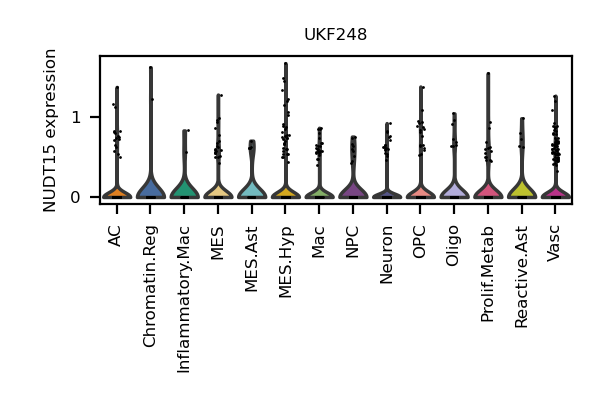 UKF248
NUDT15 expression
1
0
AC
Chromatin.Reg
Inflammatory.Mac
MES
MES.Ast
MES.Hyp
Mac
NPC
Neuron
OPC
Oligo
Prolif.Metab
Reactive.Ast
Vasc